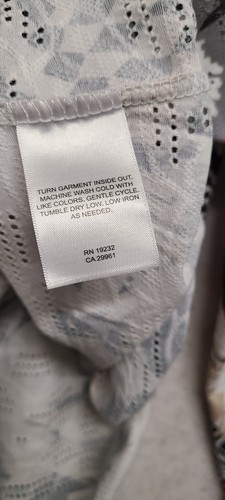 TURN GARMENT INSIDE OUT.
MACHINE WASH COLD WITH
LIKE COLORS, GENTLE CYCLE.
TUMBLE DRY LOW, LOW IRON
AS NEEDED.
RN 19232
CA 29961